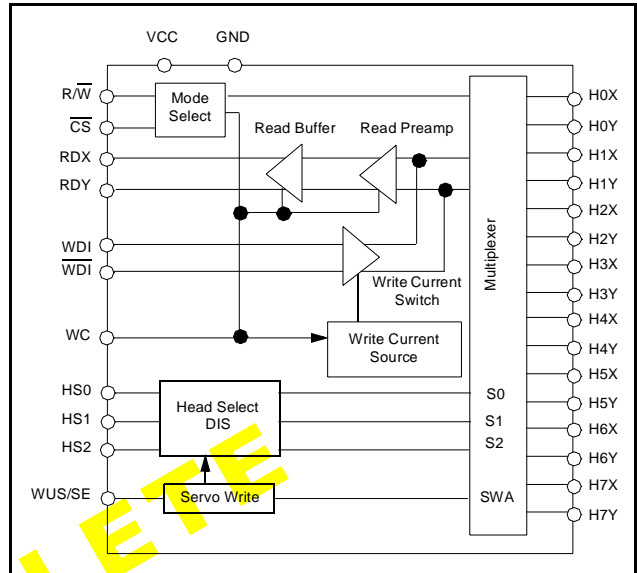 VCC GND
R/W̅
C̅S̅
RDX
RDY
WDI
W̅D̅I̅
WC
HS0
HS1
HS2
WUS/SE
Mode
Select
Read Buffer Read Preamp
Write Current
Switch
Write Current
Source
Head Select
DIS
Servo Write
Multiplexer
S0
S1
S2
SWA
H0X
H0Y
H1X
H1Y
H2X
H2Y
H3X
H3Y
H4X
H4Y
H5X
H5Y
H6X
H6Y
H7X
H7Y
LETE